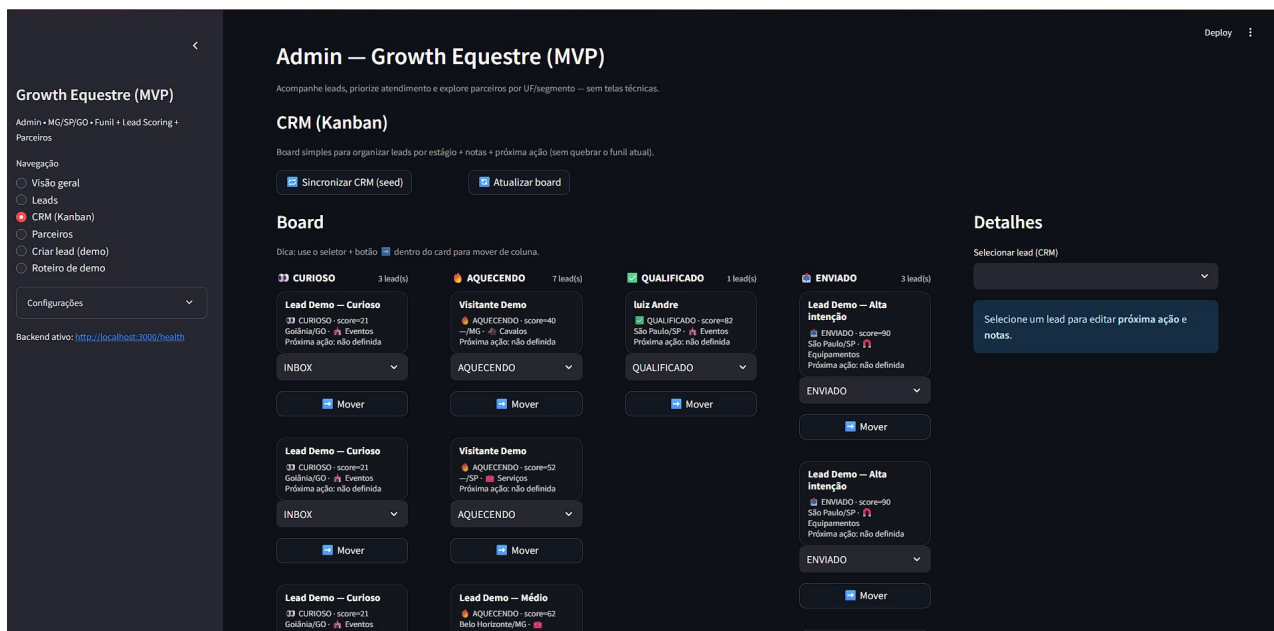 Deploy
Growth Equestre (MVP)
Admin • MG/SP/GO • Funil + Lead Scoring +
Parceiros
Navegação
Visão geral
Leads
CRM (Kanban)
Parceiros
Criar lead (demo)
Roteiro de demo
Configurações
Backend ativo: http://localhost:3000/health
Admin — Growth Equestre (MVP)
Acompanhe leads, priorize atendimento e explore parceiros por UF/segmento — sem telas técnicas.
CRM (Kanban)
Board simples para organizar leads por estágio + notas + próxima ação (sem quebrar o funil atual).
Sincronizar CRM (seed)
Atualizar board
Board
Dica: use o seletor + botão ➡️ dentro do card para mover de coluna.
👀 CURIOSO 3 lead(s)
Lead Demo — Curioso
👀 CURIOSO · score=21
Goiânia/GO · 🎪 Eventos
Próxima ação: não definida
INBOX
➡️ Mover
Lead Demo — Curioso
👀 CURIOSO · score=21
Goiânia/GO · 🎪 Eventos
Próxima ação: não definida
INBOX
➡️ Mover
Lead Demo — Curioso
👀 CURIOSO · score=21
Goiânia/GO · 🎪 Eventos
🔥 AQUECENDO 7 lead(s)
Visitante Demo
🔥 AQUECENDO · score=40
—/MG · 🐴 Cavalos
Próxima ação: não definida
AQUECENDO
➡️ Mover
Visitante Demo
🔥 AQUECENDO · score=52
—/SP · 🧰 Serviços
Próxima ação: não definida
AQUECENDO
➡️ Mover
Lead Demo — Médio
🔥 AQUECENDO · score=62
Belo Horizonte/MG · 🧰
✅ QUALIFICADO 1 lead(s)
luiz Andre
✅ QUALIFICADO · score=82
São Paulo/SP · 🎪 Eventos
Próxima ação: não definida
QUALIFICADO
➡️ Mover
📤 ENVIADO 3 lead(s)
Lead Demo — Alta
intenção
📤 ENVIADO · score=90
São Paulo/SP · 🧲
Equipamentos
Próxima ação: não definida
ENVIADO
➡️ Mover
Lead Demo — Alta
intenção
📤 ENVIADO · score=90
São Paulo/SP · 🧲
Equipamentos
Próxima ação: não definida
ENVIADO
➡️ Mover
Detalhes
Selecionar lead (CRM)
Selecione um lead para editar próxima ação e
notas.